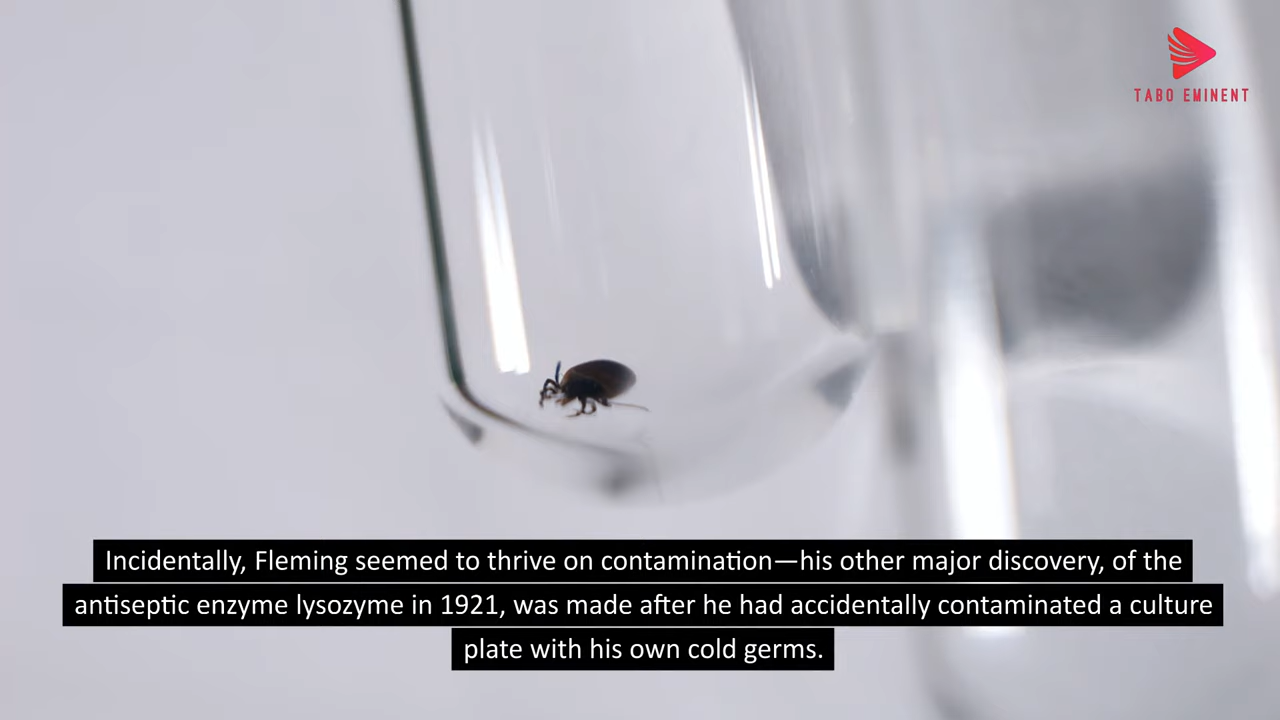 TABO EMINENT
Incidentally, Fleming seemed to thrive on contamination—his other major discovery, of the
antiseptic enzyme lysozyme in 1921, was made after he had accidentally contaminated a culture
plate with his own cold germs.